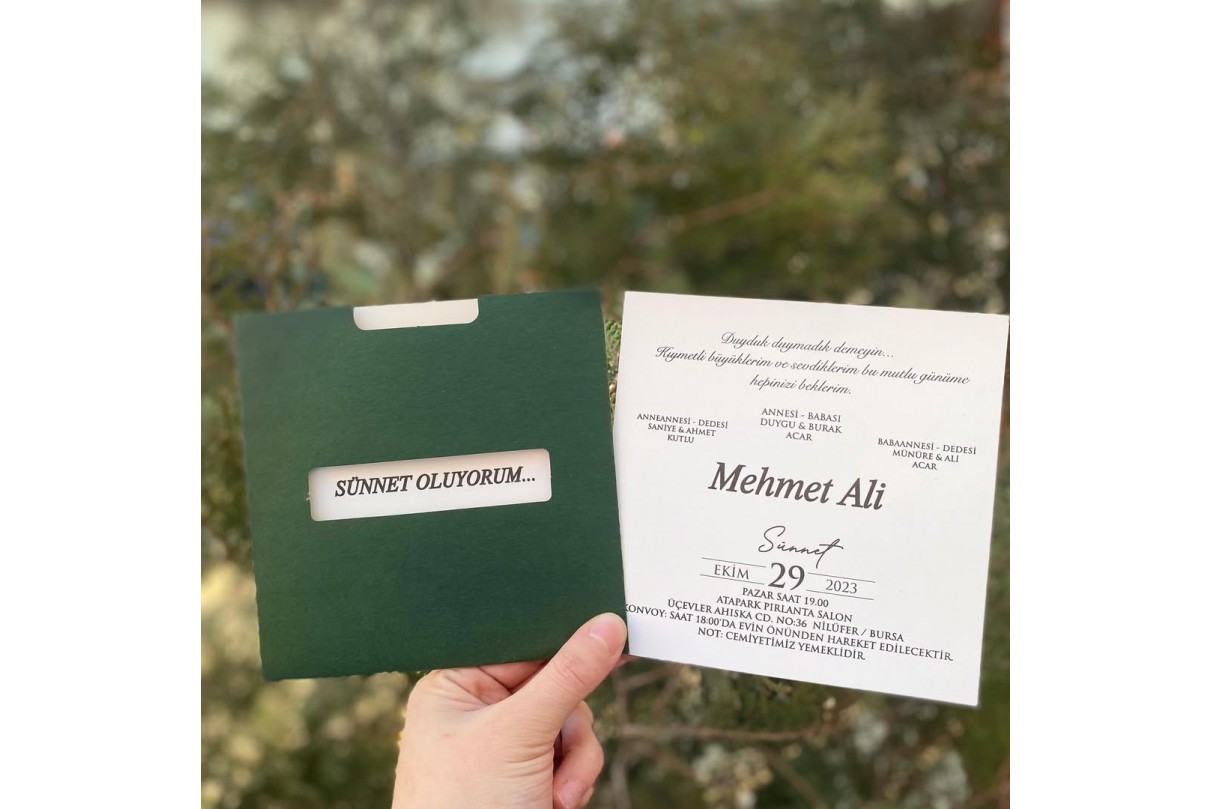 SÜNNET OLUYORUM...
Duyduk duymadık demeyin...
Kıymetli büyüklerim ve sevdiklerim bu mutlu günüme
hepinizi beklerim.
ANNEANNESİ - DEDESİ
SANİYE & AHMET
KUTLU
ANNESİ - BABASI
DUYGU & BURAK
ACAR
BABAANNESİ - DEDESİ
MÜNÜRE & ALİ
ACAR
Mehmet Ali
Sünnet
EKİM 29 2023
PAZAR SAAT 19.00
ATAPARK PIRLANTA SALON
ÜÇEVLER AHISKA CD. NO:36 NİLÜFER / BURSA
KONVOY: SAAT 18:00'DA EVİN ÖNÜNDEN HAREKET EDİLECEKTİR.
NOT: CEMİYETİMİZ YEMEKLİDİR.